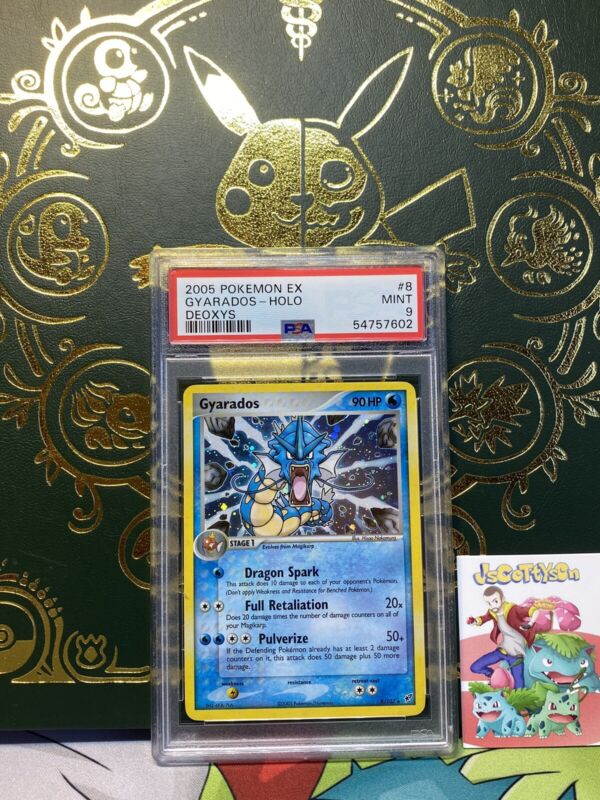 2005 POKEMON EX #8
GYARADOS - HOLO MINT
DEOXYS 9
PSA 54757602
Gyarados 90 HP
Illus. Hisao Nakamura
STAGE 1
Evolves from Magikarp
Dragon Spark
This attack does 10 damage to each of your opponent's Pokémon.
(Don't apply Weakness and Resistance for Benched Pokémon.)
Full Retaliation 20x
Does 20 damage times the number of damage counters on all of
your Magikarp.
Pulverize 50+
If the Defending Pokémon already has at least 2 damage
counters on it, this attack does 50 damage plus 50 more
damage.
weakness resistance retreat cost
JsCoTtySOn